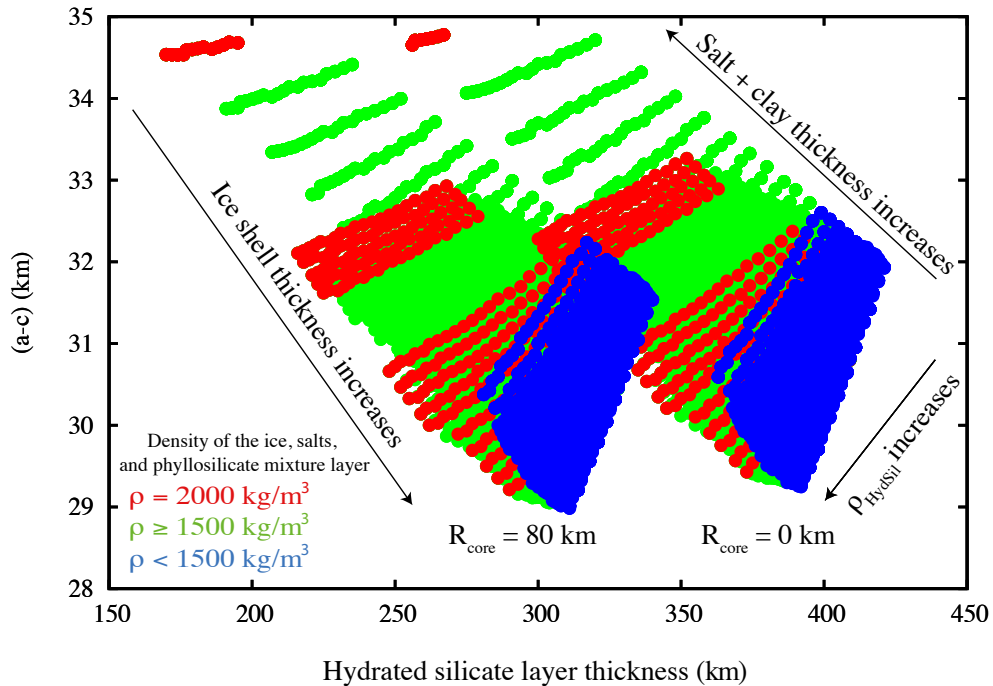 35
34
33
32
31
30
29
28
(a-c) (km)
Salt + clay thickness increases
Ice shell thickness increases
ρHydSil increases
Density of the ice, salts,
and phyllosilicate mixture layer
ρ = 2000 kg/m³
ρ ≥ 1500 kg/m³
ρ < 1500 kg/m³
Rcore = 80 km
Rcore = 0 km
150 200 250 300 350 400 450
Hydrated silicate layer thickness (km)